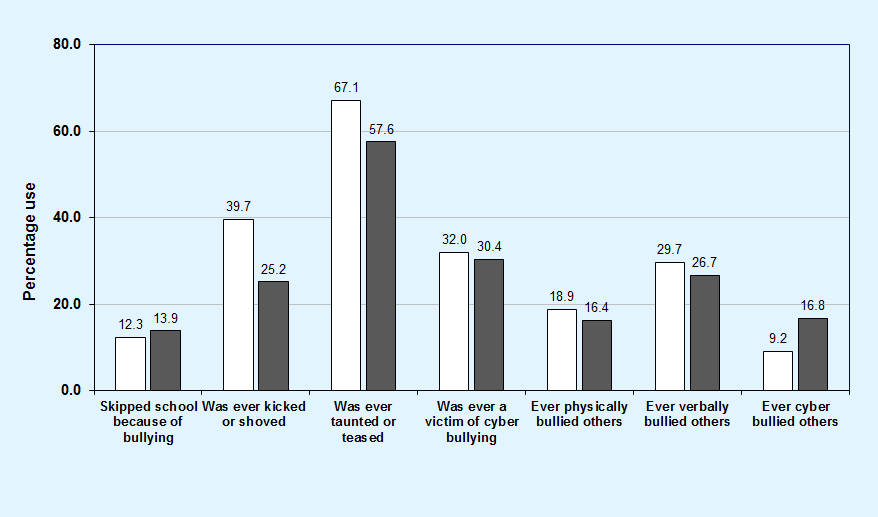 80.0
60.0
40.0
20.0
0.0
Percentage use
12.3
13.9
39.7
25.2
67.1
57.6
32.0
30.4
18.9
16.4
29.7
26.7
9.2
16.8
Skipped school
because of
bullying
Was ever kicked
or shoved
Was ever
taunted or
teased
Was ever a
victim of cyber
bullying
Ever physically
bullied others
Ever verbally
bullied others
Ever cyber
bullied others